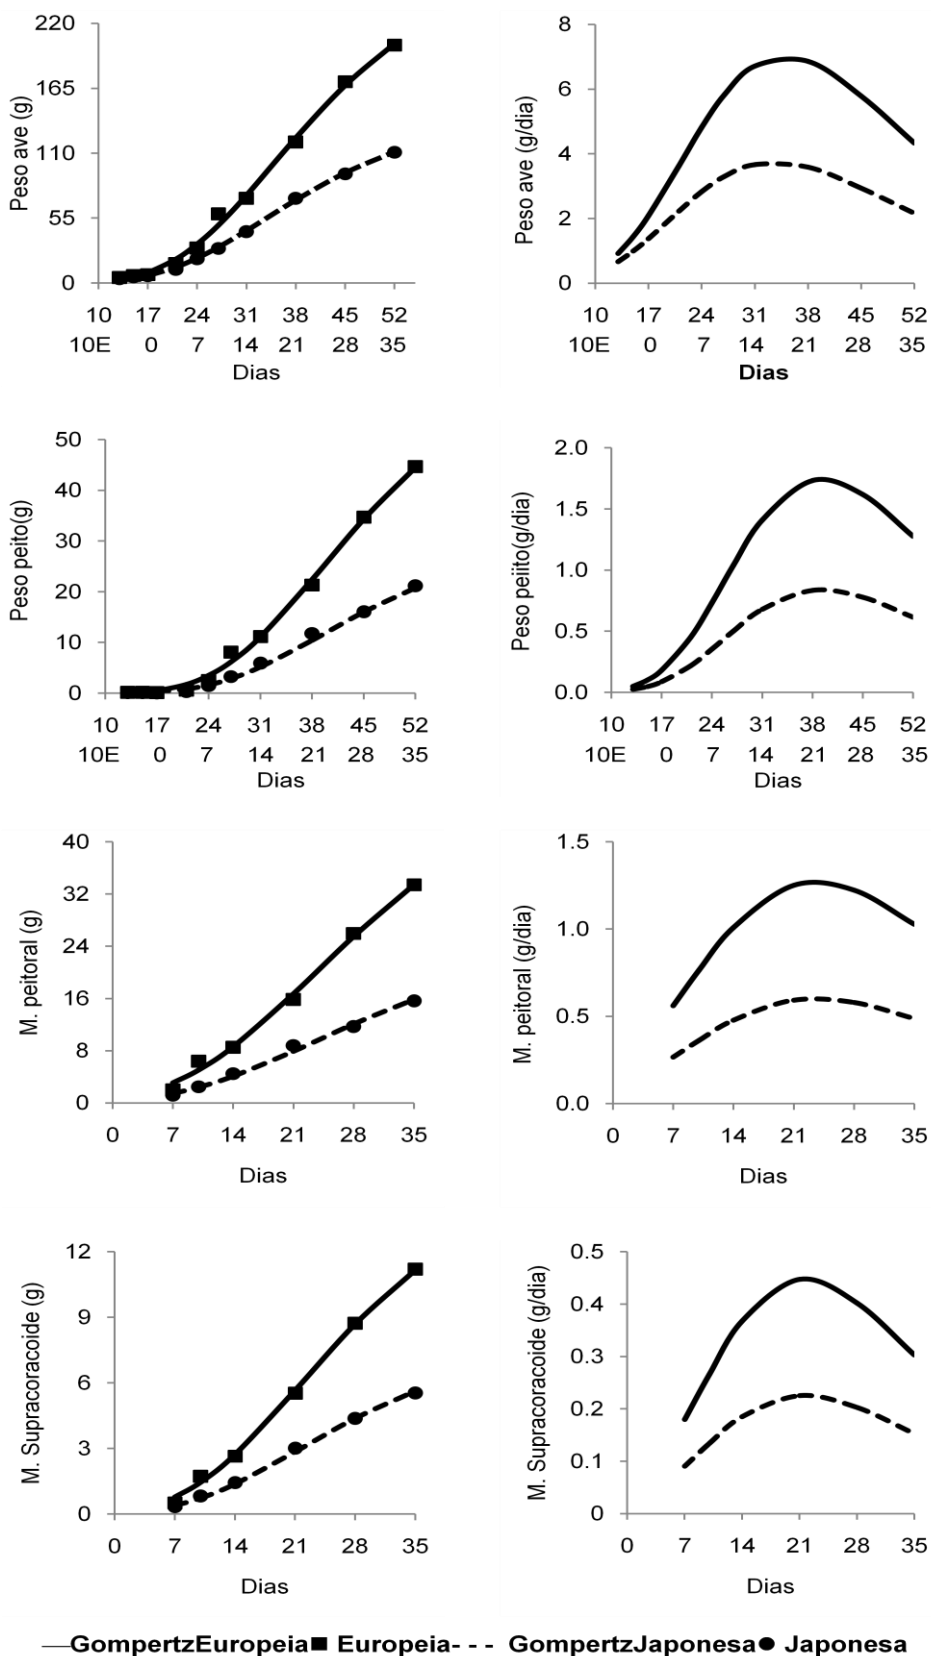 Peso ave (g)
220
165
110
55
0
10 17 24 31 38 45 52
10E 0 7 14 21 28 35
Dias
Peso ave (g/dia)
8
6
4
2
0
10 17 24 31 38 45 52
10E 0 7 14 21 28 35
Dias
Peso peito(g)
50
40
30
20
10
0
10 17 24 31 38 45 52
10E 0 7 14 21 28 35
Dias
Peso peiito(g/dia)
2.0
1.5
1.0
0.5
0.0
10 17 24 31 38 45 52
10E 0 7 14 21 28 35
Dias
M. peitoral (g)
40
32
24
16
8
0
0 7 14 21 28 35
Dias
M. peitoral (g/dia)
1.5
1.0
0.5
0.0
0 7 14 21 28 35
Dias
M. Supracoracoide (g)
12
9
6
3
0
0 7 14 21 28 35
Dias
M. Supracoracoide (g/dia)
0.5
0.4
0.3
0.2
0.1
0
0 7 14 21 28 35
Dias
GompertzEuropeia Europeia GompertzJaponesa Japonesa